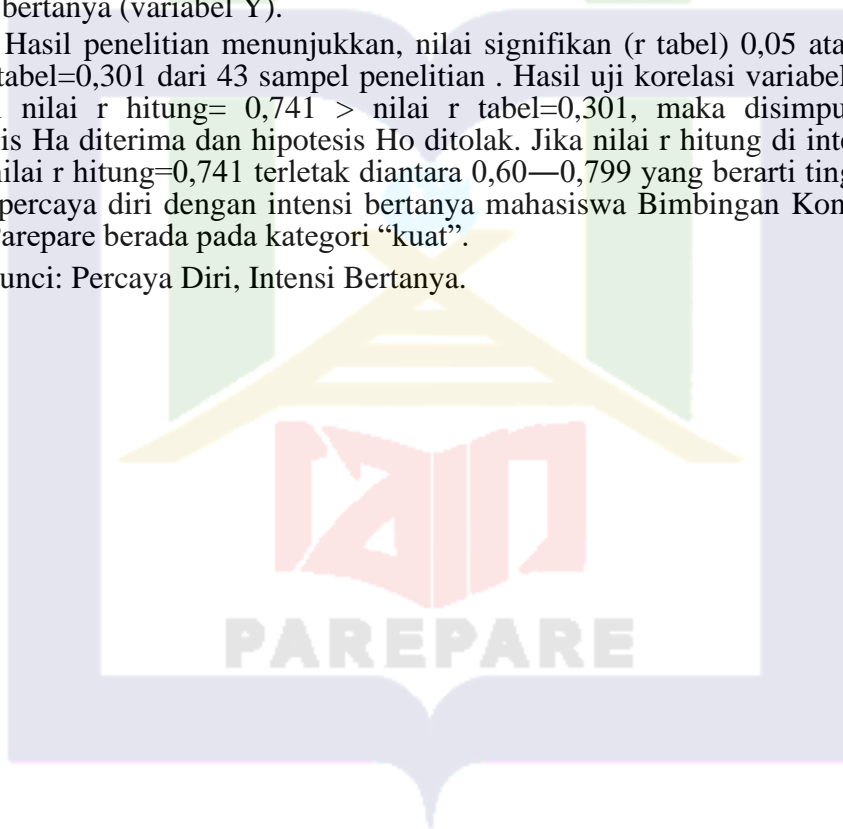 bertanya (variabel Y).
Hasil penelitian menunjukkan, nilai signifikan (r tabel) 0,05 ata
tabel=0,301 dari 43 sampel penelitian . Hasil uji korelasi variabel
nilai r hitung= 0,741 > nilai r tabel=0,301, maka disimpu
is Ha diterima dan hipotesis Ho ditolak. Jika nilai r hitung di inte
nilai r hitung=0,741 terletak diantara 0,60—0,799 yang berarti ting
percaya diri dengan intensi bertanya mahasiswa Bimbingan Kon
Parepare berada pada kategori “kuat”.
unci: Percaya Diri, Intensi Bertanya.
iain
PAREPARE